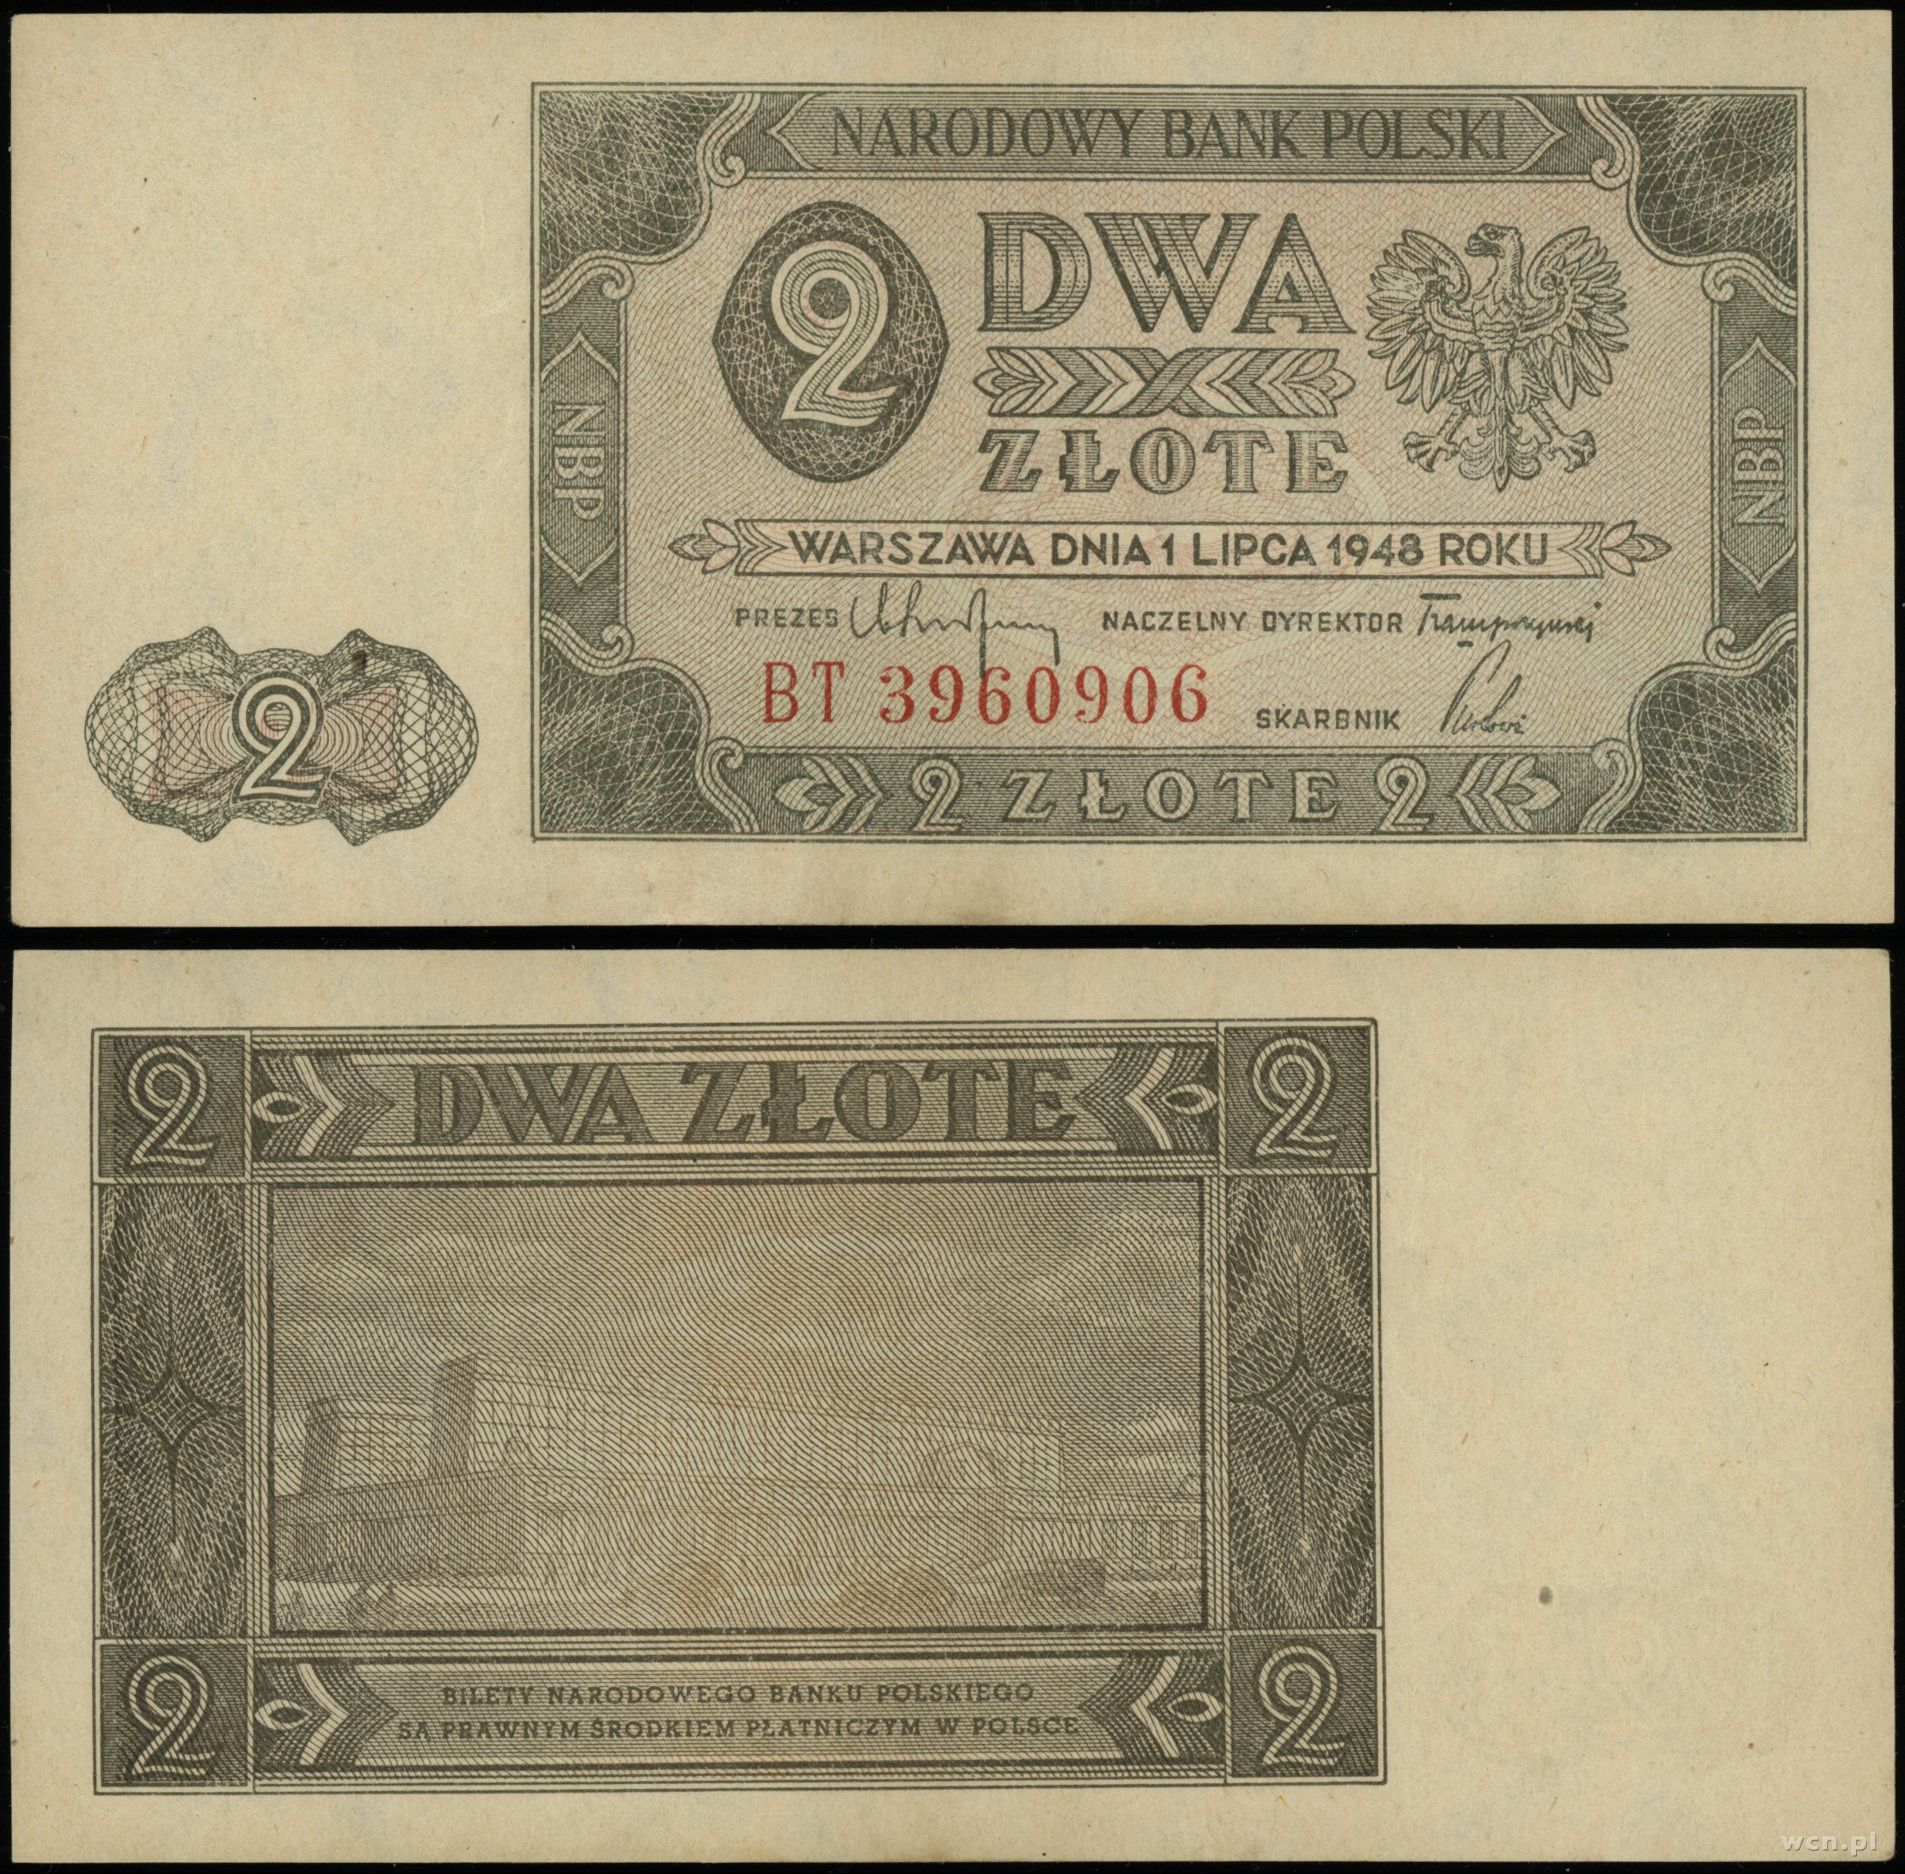 NARODOWY BANK POLSKI
2 DWA
ZŁOTE
NBP
NBP
WARSZAWA DNIA 1 LIPCA 1948 ROKU
PREZES NACZELNY DYREKTOR
BT 3960906 SKARBNIK
2
2 ZŁOTE 2
2 DWA ZŁOTE 2
2 BILETY NARODOWEGO BANKU POLSKIEGO 2
SĄ PRAWNYM ŚRODKIEM PŁATNICZYM W POLSCE
wcn.pl